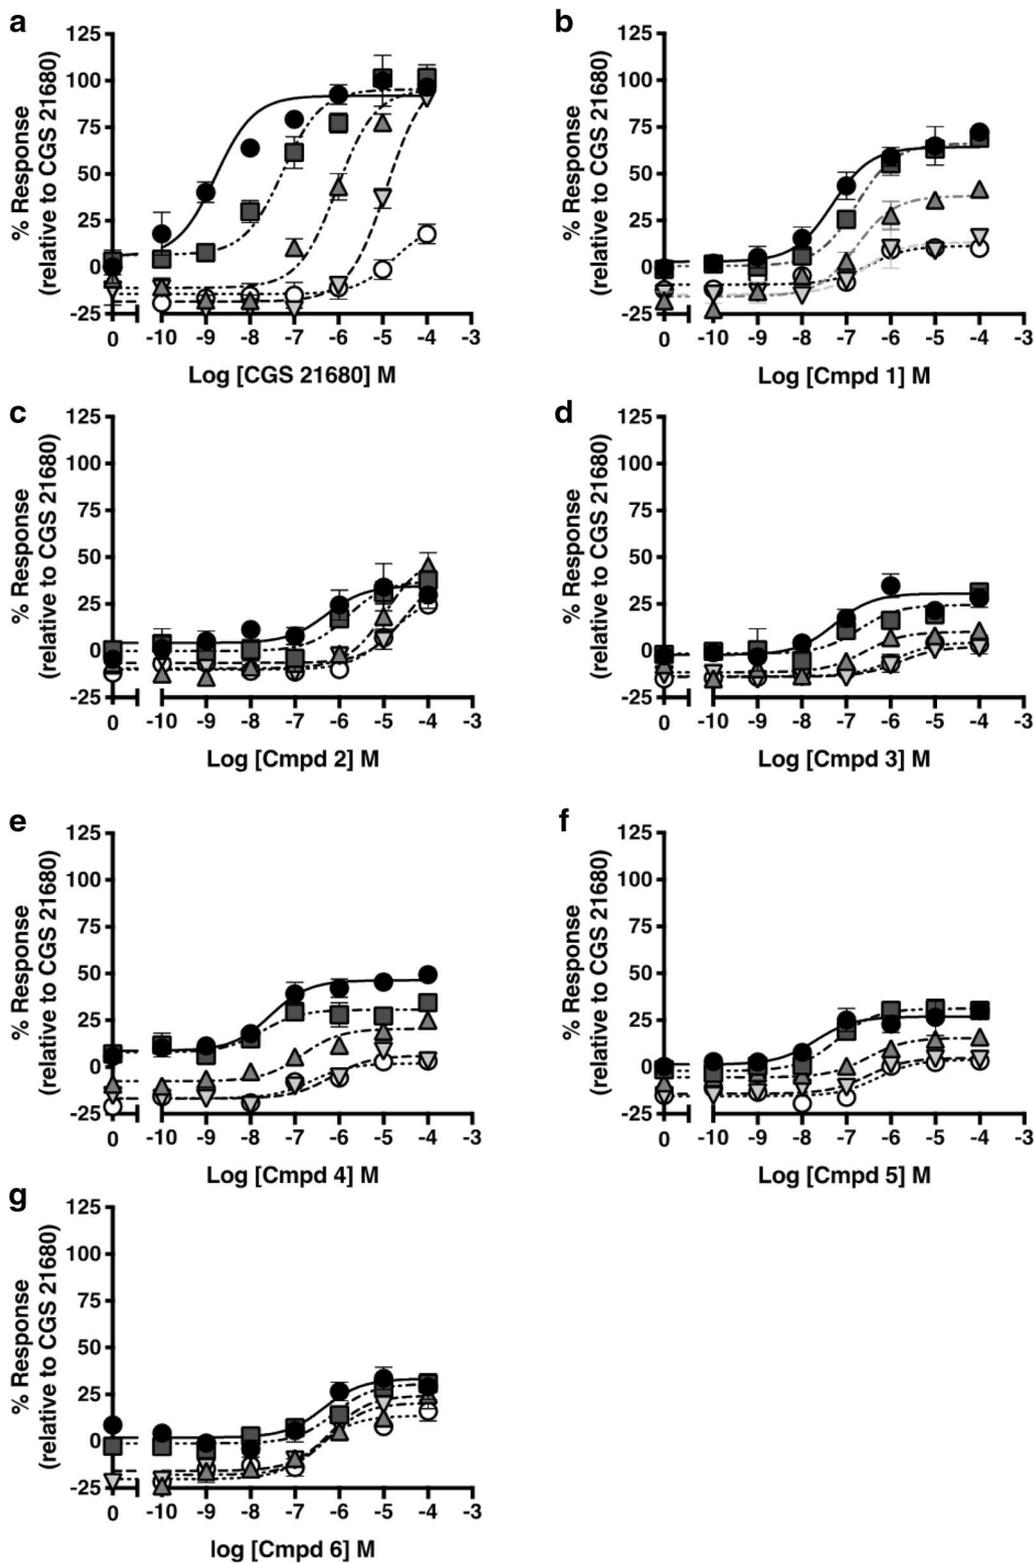 a
125
100
75
50
25
0
-25
% Response
(relative to CGS 21680)
0 -10 -9 -8 -7 -6 -5 -4 -3
Log [CGS 21680] M
b
125
100
75
50
25
0
-25
% Response
(relative to CGS 21680)
0 -10 -9 -8 -7 -6 -5 -4 -3
Log [Cmpd 1] M
c
125
100
75
50
25
0
-25
% Response
(relative to CGS 21680)
0 -10 -9 -8 -7 -6 -5 -4 -3
Log [Cmpd 2] M
d
125
100
75
50
25
0
-25
% Response
(relative to CGS 21680)
0 -10 -9 -8 -7 -6 -5 -4 -3
Log [Cmpd 3] M
e
125
100
75
50
25
0
-25
% Response
(relative to CGS 21680)
0 -10 -9 -8 -7 -6 -5 -4 -3
Log [Cmpd 4] M
f
125
100
75
50
25
0
-25
% Response
(relative to CGS 21680)
0 -10 -9 -8 -7 -6 -5 -4 -3
Log [Cmpd 5] M
g
125
100
75
50
25
0
-25
% Response
(relative to CGS 21680)
0 -10 -9 -8 -7 -6 -5 -4 -3
log [Cmpd 6] M